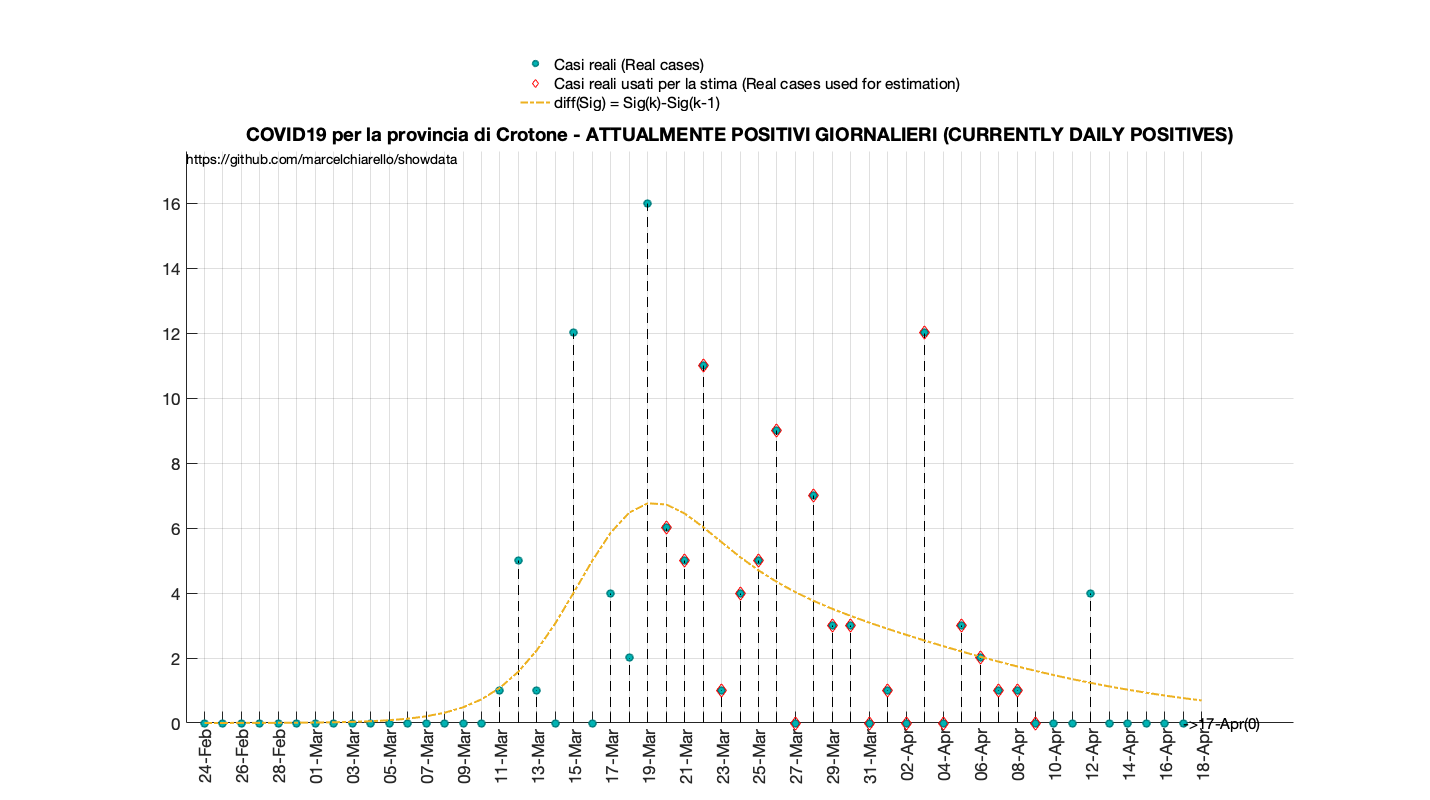 Casi reali (Real cases)
Casi reali usati per la stima (Real cases used for estimation)
diff(Sig) = Sig(k)-Sig(k-1)
COVID19 per la provincia di Crotone - ATTUALMENTE POSITIVI GIORNALIERI (CURRENTLY DAILY POSITIVES)
https://github.com/marcelchiarello/showdata
16
14
12
10
8
6
4
2
0
->17-Apr(0)
24-Feb
26-Feb
28-Feb
01-Mar
03-Mar
05-Mar
07-Mar
09-Mar
11-Mar
13-Mar
15-Mar
17-Mar
19-Mar
21-Mar
23-Mar
25-Mar
27-Mar
29-Mar
31-Mar
02-Apr
04-Apr
06-Apr
08-Apr
10-Apr
12-Apr
14-Apr
16-Apr
18-Apr